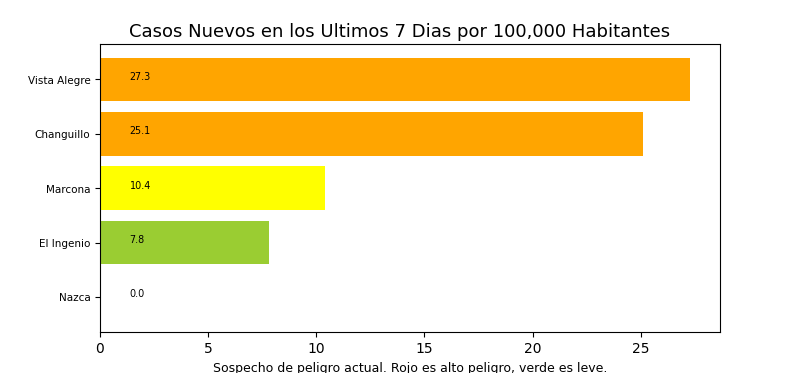 Casos Nuevos en los Ultimos 7 Dias por 100,000 Habitantes
Vista Alegre 27.3
Changuillo 25.1
Marcona 10.4
El Ingenio 7.8
Nazca 0.0
0 5 10 15 20 25
Sospecho de peligro actual. Rojo es alto peligro, verde es leve.